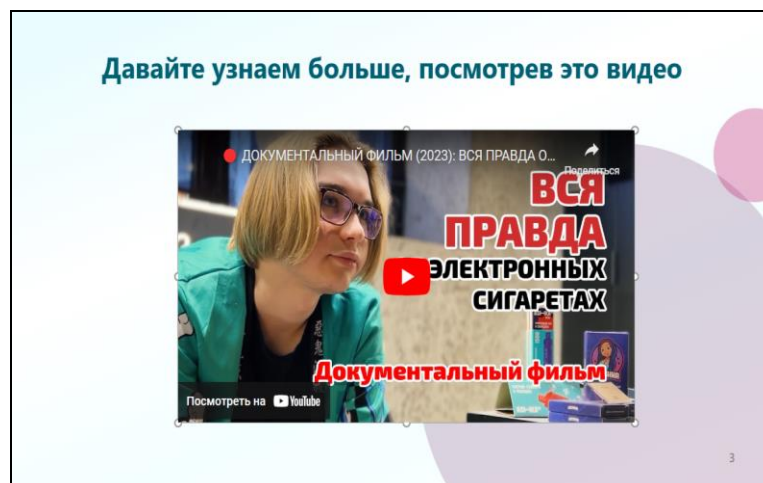 Давайте узнаем больше, посмотрев это видео
ДОКУМЕНТАЛЬНЫЙ ФИЛЬМ (2023): ВСЯ ПРАВДА О...
Поделиться
ВСЯ
ПРАВДА
ЭЛЕКТРОННЫХ
СИГАРЕТАХ
Документальный фильм
Посмотреть на YouTube
3